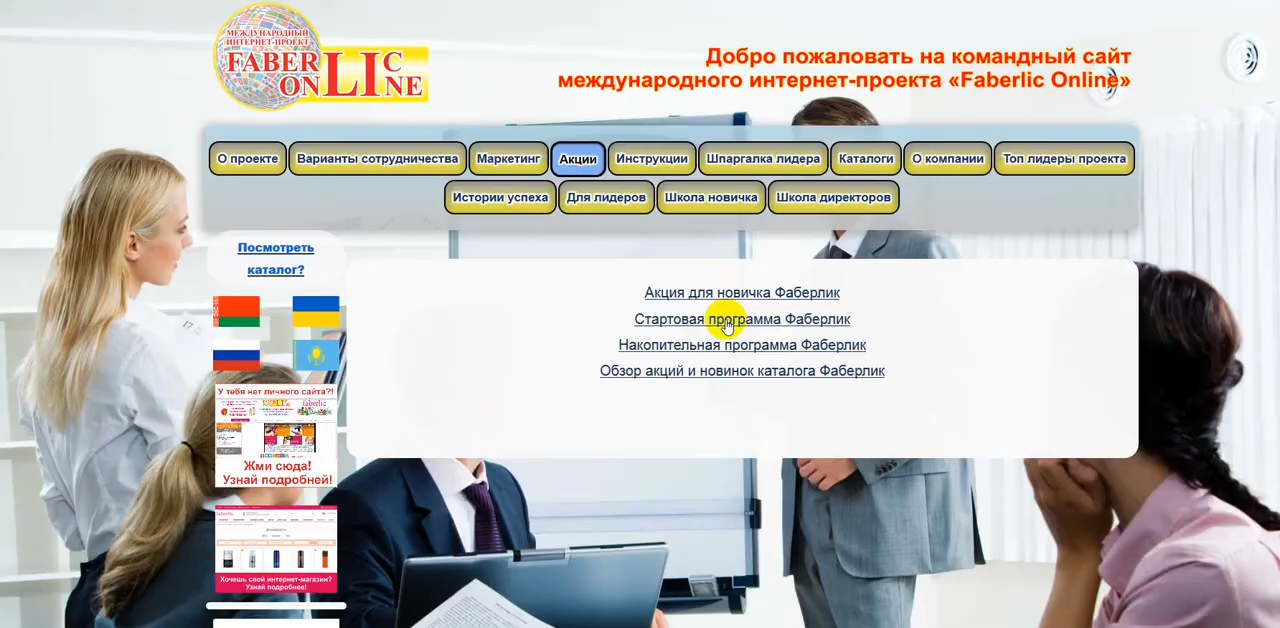 МЕЖДУНАРОДНЫЙ
ИНТЕРНЕТ-ПРОЕКТ
FABERLIC
ONLINE
Добро пожаловать на командный сайт
международного интернет-проекта «Faberlic Online»
О проекте
Варианты сотрудничества
Маркетинг
Акции
Инструкции
Шпаргалка лидера
Каталоги
О компании
Топ лидеры проекта
Истории успеха
Для лидеров
Школа новичка
Школа директоров
Посмотреть
каталог?
Акция для новичка Фаберлик
Стартовая программа Фаберлик
Накопительная программа Фаберлик
Обзор акций и новинок каталога Фаберлик
У тебя нет личного сайта?!
faberlic
Жми сюда!
Узнай подробней!
Хочешь свой интернет-магазин?
Узнай подробнее!